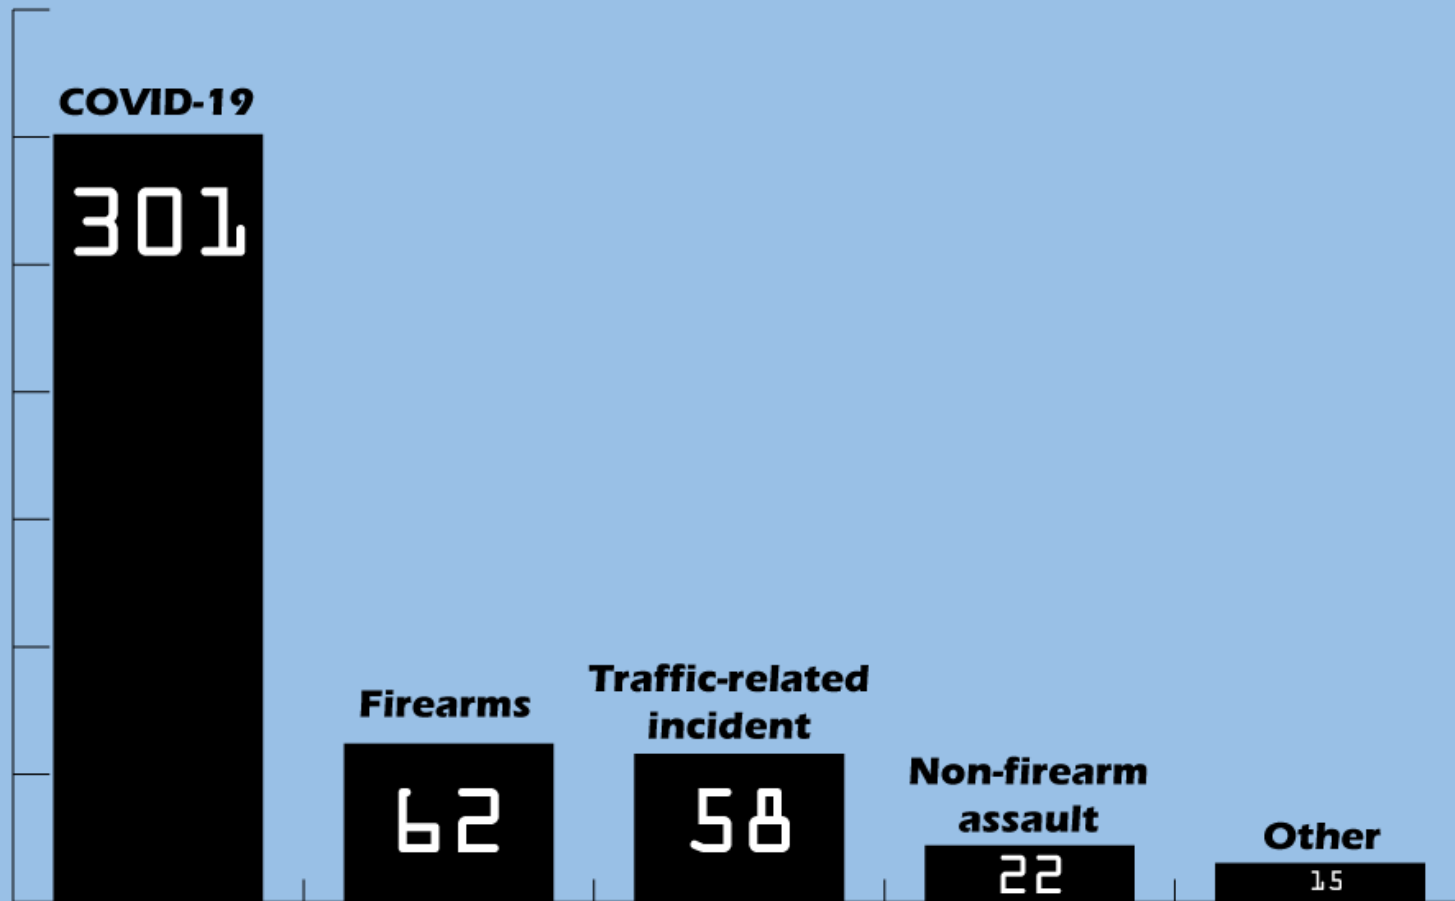 COVID-19
301
Firearms
62
Traffic-related
incident
58
Non-firearm
assault
22
Other
15